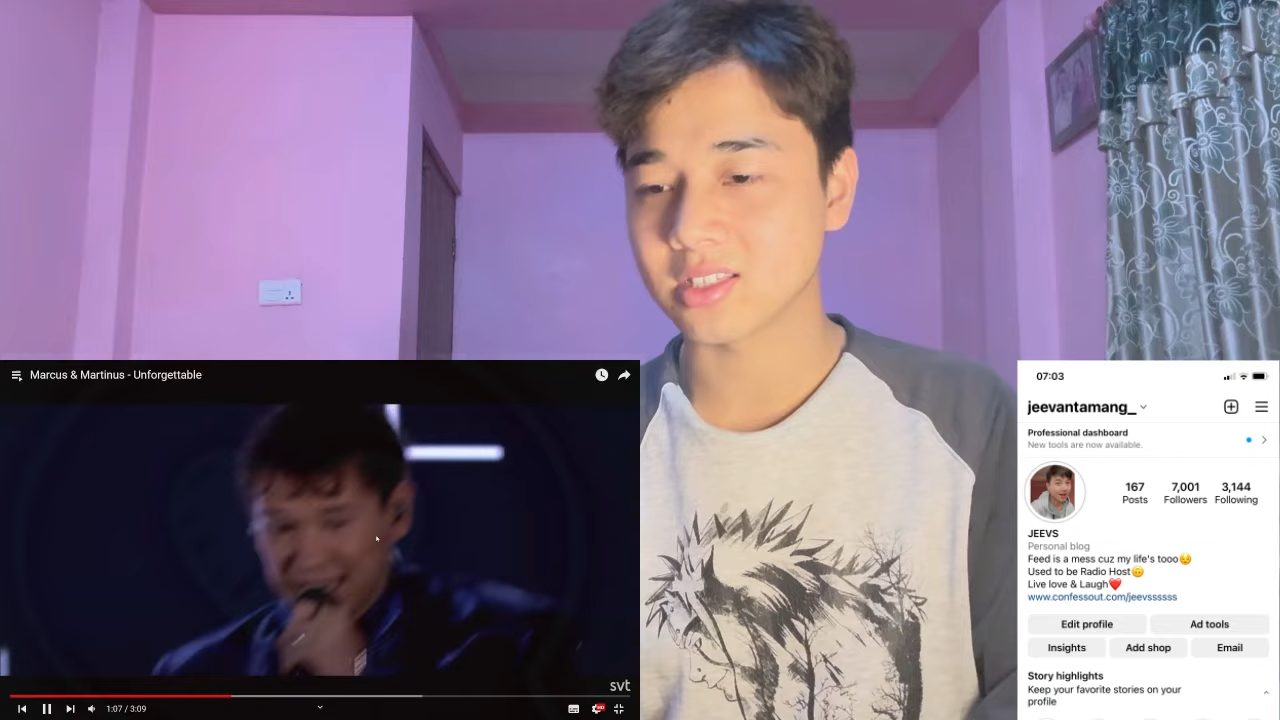 Marcus & Martinus - Unforgettable
svt
1:07 / 3:09
HD
07:03
jeevantamang_
Professional dashboard
New tools are now available.
167 7,001 3,144
Posts Followers Following
JEEVS
Personal blog
Feed is a mess cuz my life's tooo😔
Used to be Radio Host🙃
Live love & Laugh❤️
www.confessout.com/jeevssssss
Edit profile Ad tools
Insights Add shop Email
Story highlights
Keep your favorite stories on your
profile